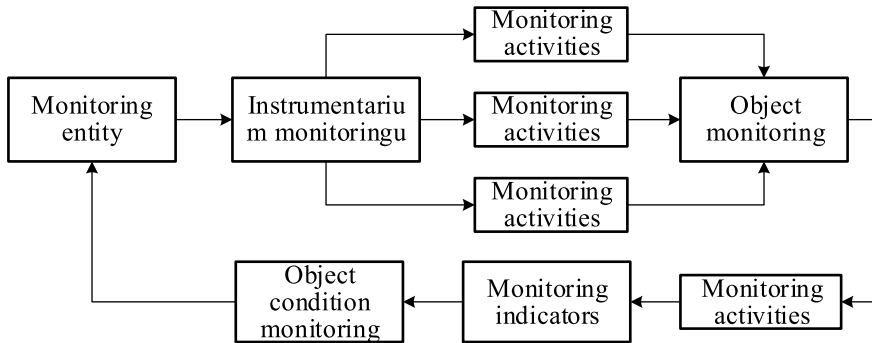 Monitoring
activities
Monitoring
entity
Instrumentariu
m monitoringu
Monitoring
activities
Object
monitoring
Monitoring
activities
Object
condition
monitoring
Monitoring
indicators
Monitoring
activities